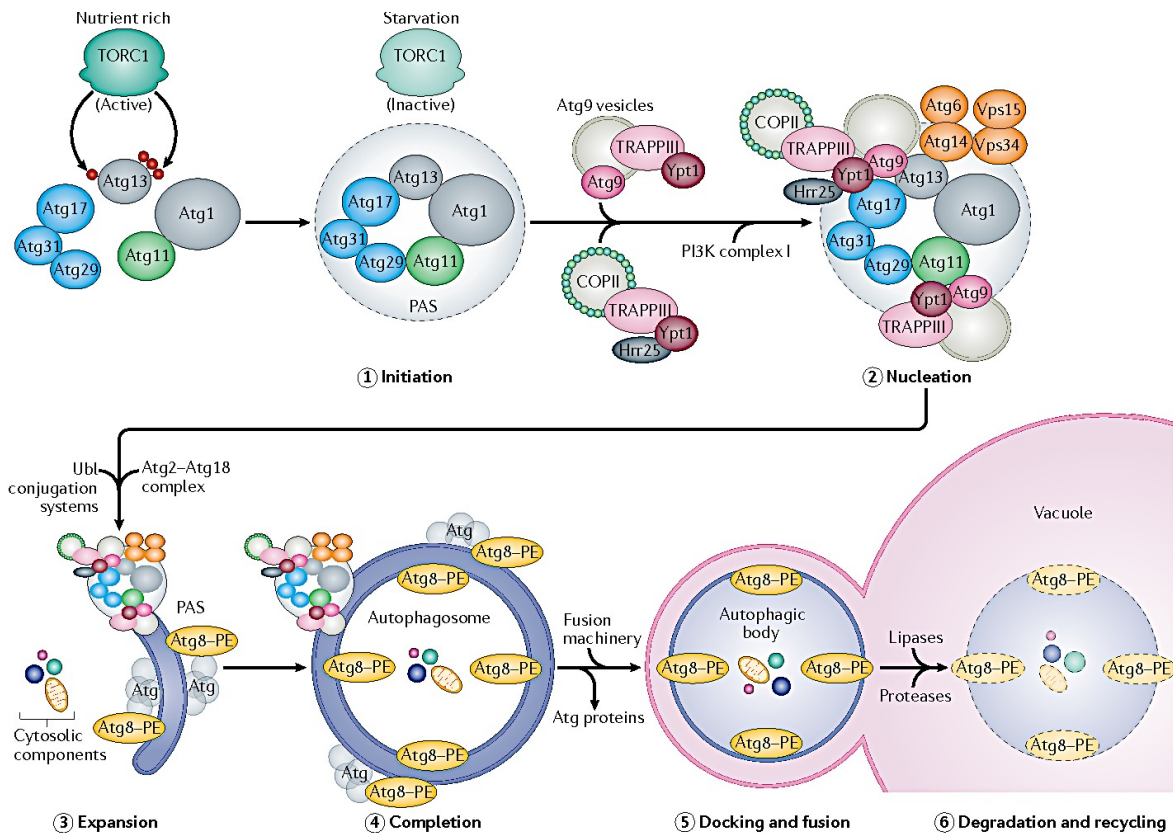 Nutrient rich
TORC1
(Active)
Atg13
Atg17
Atg31
Atg29
Atg1
Atg11
Starvation
TORC1
(Inactive)
Atg13
Atg17
Atg1
Atg31
Atg29
Atg11
PAS
① Initiation
Atg9 vesicles
TRAPPIII
Ypt1
Atg9
COPII
TRAPPIII
Ypt1
Hrr25
PI3K complex I
COPII
TRAPPIII
Ypt1
Hrr25
Atg9
Atg6
Vps15
Atg14
Vps34
Atg13
Atg17
Atg1
Atg31
Atg29
Atg11
Ypt1
Atg9
TRAPPIII
② Nucleation
Ubl
conjugation
systems
Atg2–Atg18
complex
PAS
Atg8–PE
Atg
Atg
Atg8–PE
Cytosolic
components
③ Expansion
Atg
Atg8–PE
Atg8–PE
Autophagosome
Atg8–PE
Atg8–PE
Atg8–PE
Atg
Atg8–PE
④ Completion
Fusion
machinery
Atg proteins
Atg8–PE
Autophagic
body
Atg8–PE
Atg8–PE
Atg8–PE
⑤ Docking and fusion
Lipases
Proteases
Vacuole
Atg8–PE
Atg8–PE
Atg8–PE
Atg8–PE
⑥ Degradation and recycling